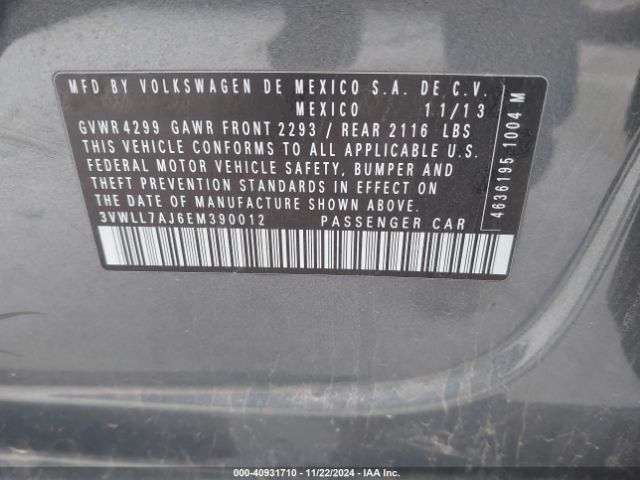 MFD BY VOLKSWAGEN DE MEXICO S.A. DE C.V.
MEXICO 11/13
GVWR 4299 GAWR FRONT 2293 / REAR 2116 LBS
THIS VEHICLE CONFORMS TO ALL APPLICABLE U.S.
FEDERAL MOTOR VEHICLE SAFETY, BUMPER AND
THEFT PREVENTION STANDARDS IN EFFECT ON
THE DATE OF MANUFACTURE SHOWN ABOVE.
3VWLL7AJ6EM390012 PASSENGER CAR
4636195 1004 M
000-40931710 - 11/22/2024 - IAA Inc.